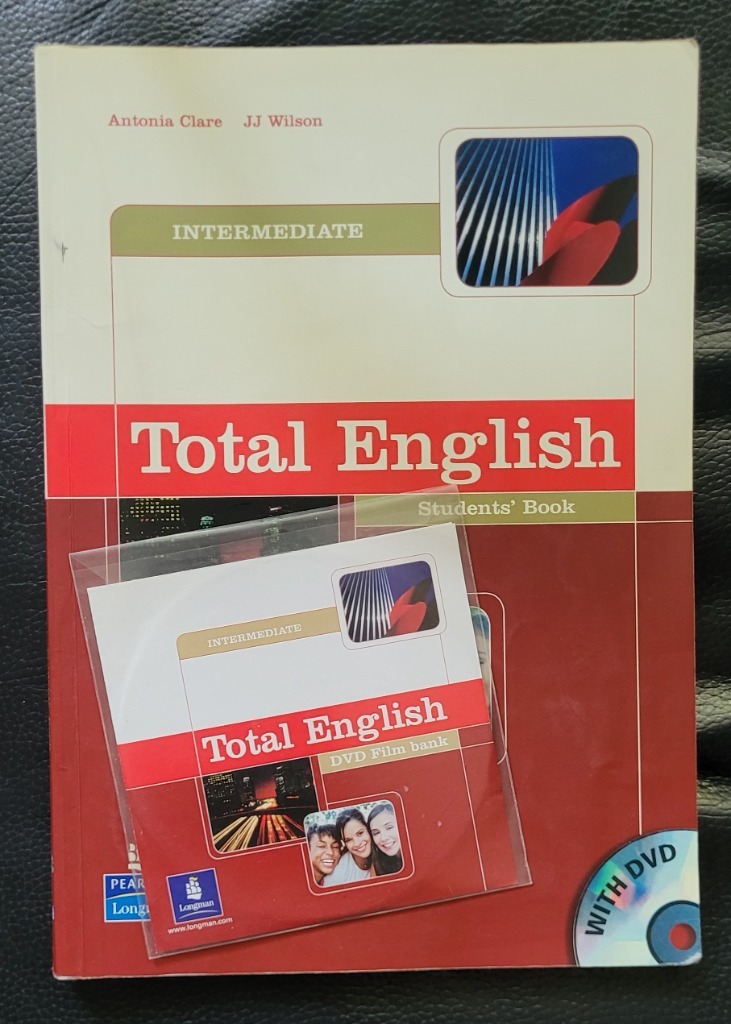 Antonia Clare JJ Wilson
INTERMEDIATE
Total English
Students' Book
INTERMEDIATE
Total English
DVD Film bank
Longman
www.longman.com
WITH DVD